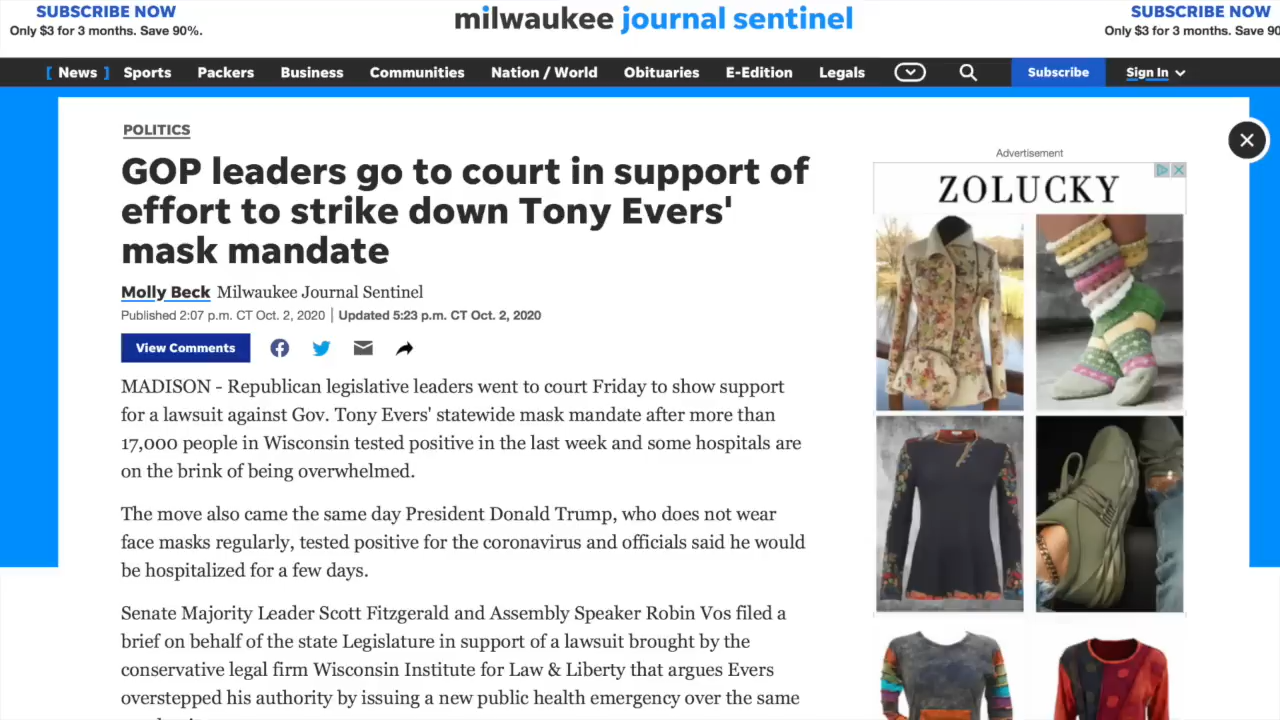 SUBSCRIBE NOW
Only $3 for 3 months. Save 90%.
milwaukee journal sentinel
SUBSCRIBE NOW
Only $3 for 3 months. Save 90
[ News ] Sports Packers Business Communities Nation / World Obituaries E-Edition Legals Subscribe Sign In
POLITICS
GOP leaders go to court in support of
effort to strike down Tony Evers'
mask mandate
Molly Beck Milwaukee Journal Sentinel
Published 2:07 p.m. CT Oct. 2, 2020 | Updated 5:23 p.m. CT Oct. 2, 2020
View Comments
MADISON - Republican legislative leaders went to court Friday to show support
for a lawsuit against Gov. Tony Evers' statewide mask mandate after more than
17,000 people in Wisconsin tested positive in the last week and some hospitals are
on the brink of being overwhelmed.
The move also came the same day President Donald Trump, who does not wear
face masks regularly, tested positive for the coronavirus and officials said he would
be hospitalized for a few days.
Senate Majority Leader Scott Fitzgerald and Assembly Speaker Robin Vos filed a
brief on behalf of the state Legislature in support of a lawsuit brought by the
conservative legal firm Wisconsin Institute for Law & Liberty that argues Evers
overstepped his authority by issuing a new public health emergency over the same
Advertisement
ZOLUCKY